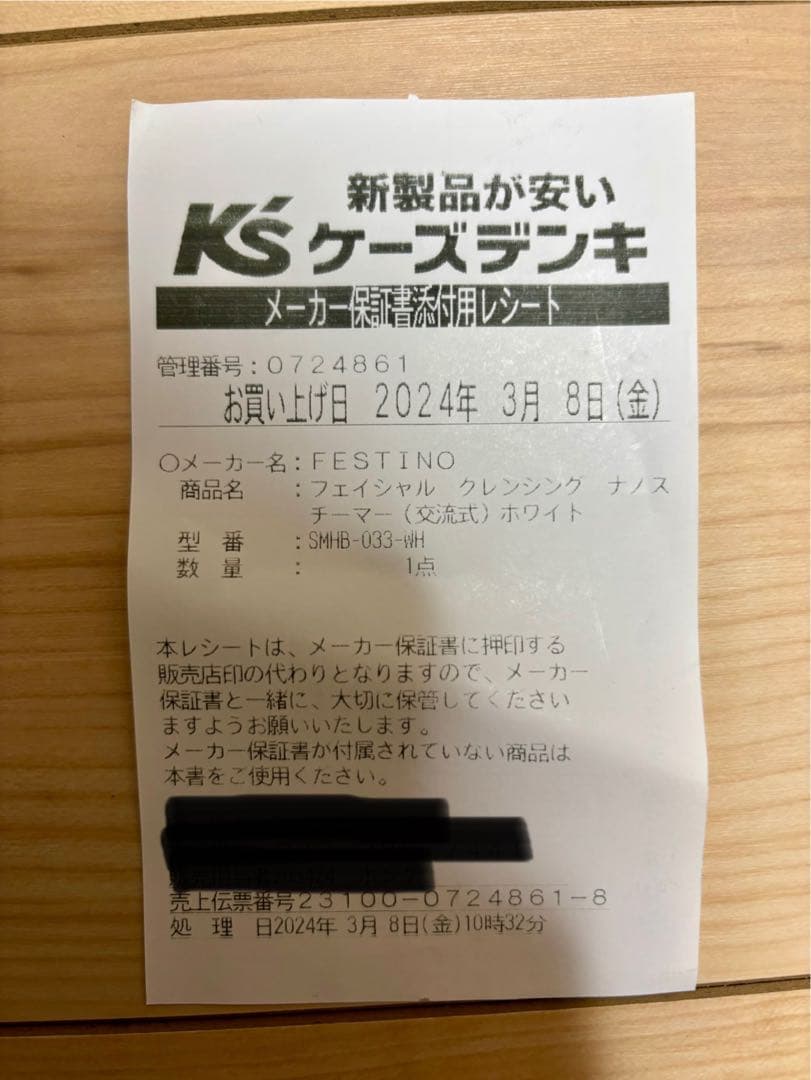 新製品が安い
K'S ケーズデンキ
メーカー保証書添付用レシート
管理番号:0724861
お買い上げ日 2024年 3月 8日(金)
○メーカー名:FESTINO
商品名 :フェイシャル クレンシング ナノス
チーマー(交流式)ホワイト
型 番 :SMHB-033-WH
数 量 : 1点
本レシートは、メーカー保証書に押印する
販売店印の代わりとなりますので、メーカー
保証書と一緒に、大切に保管してください
ますようお願いいたします。
メーカー保証書が付属されていない商品は
本書をご使用ください。
売上伝票番号23100-0724861-8
処 理 日2024年 3月 8日(金)10時32分